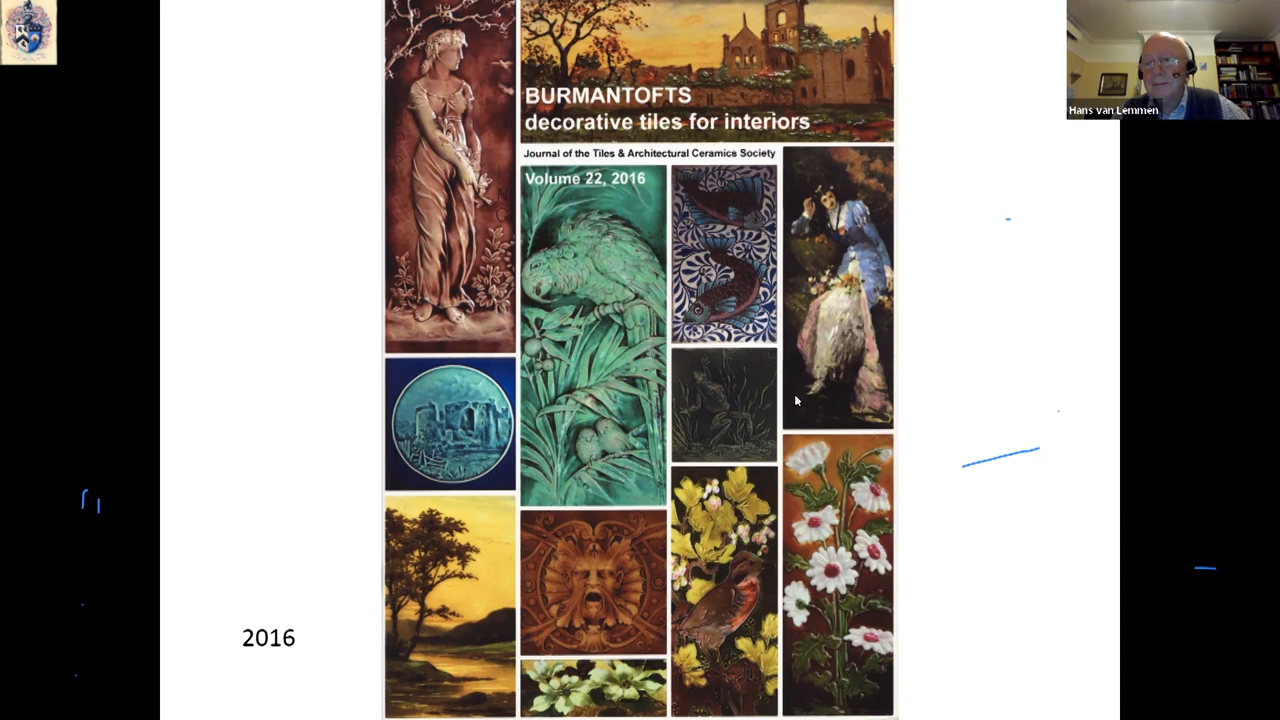 BURMANTOFTS
decorative tiles for interiors
Journal of the Tiles & Architectural Ceramics Society
Volume 22, 2016
Hans van Lemmen
2016